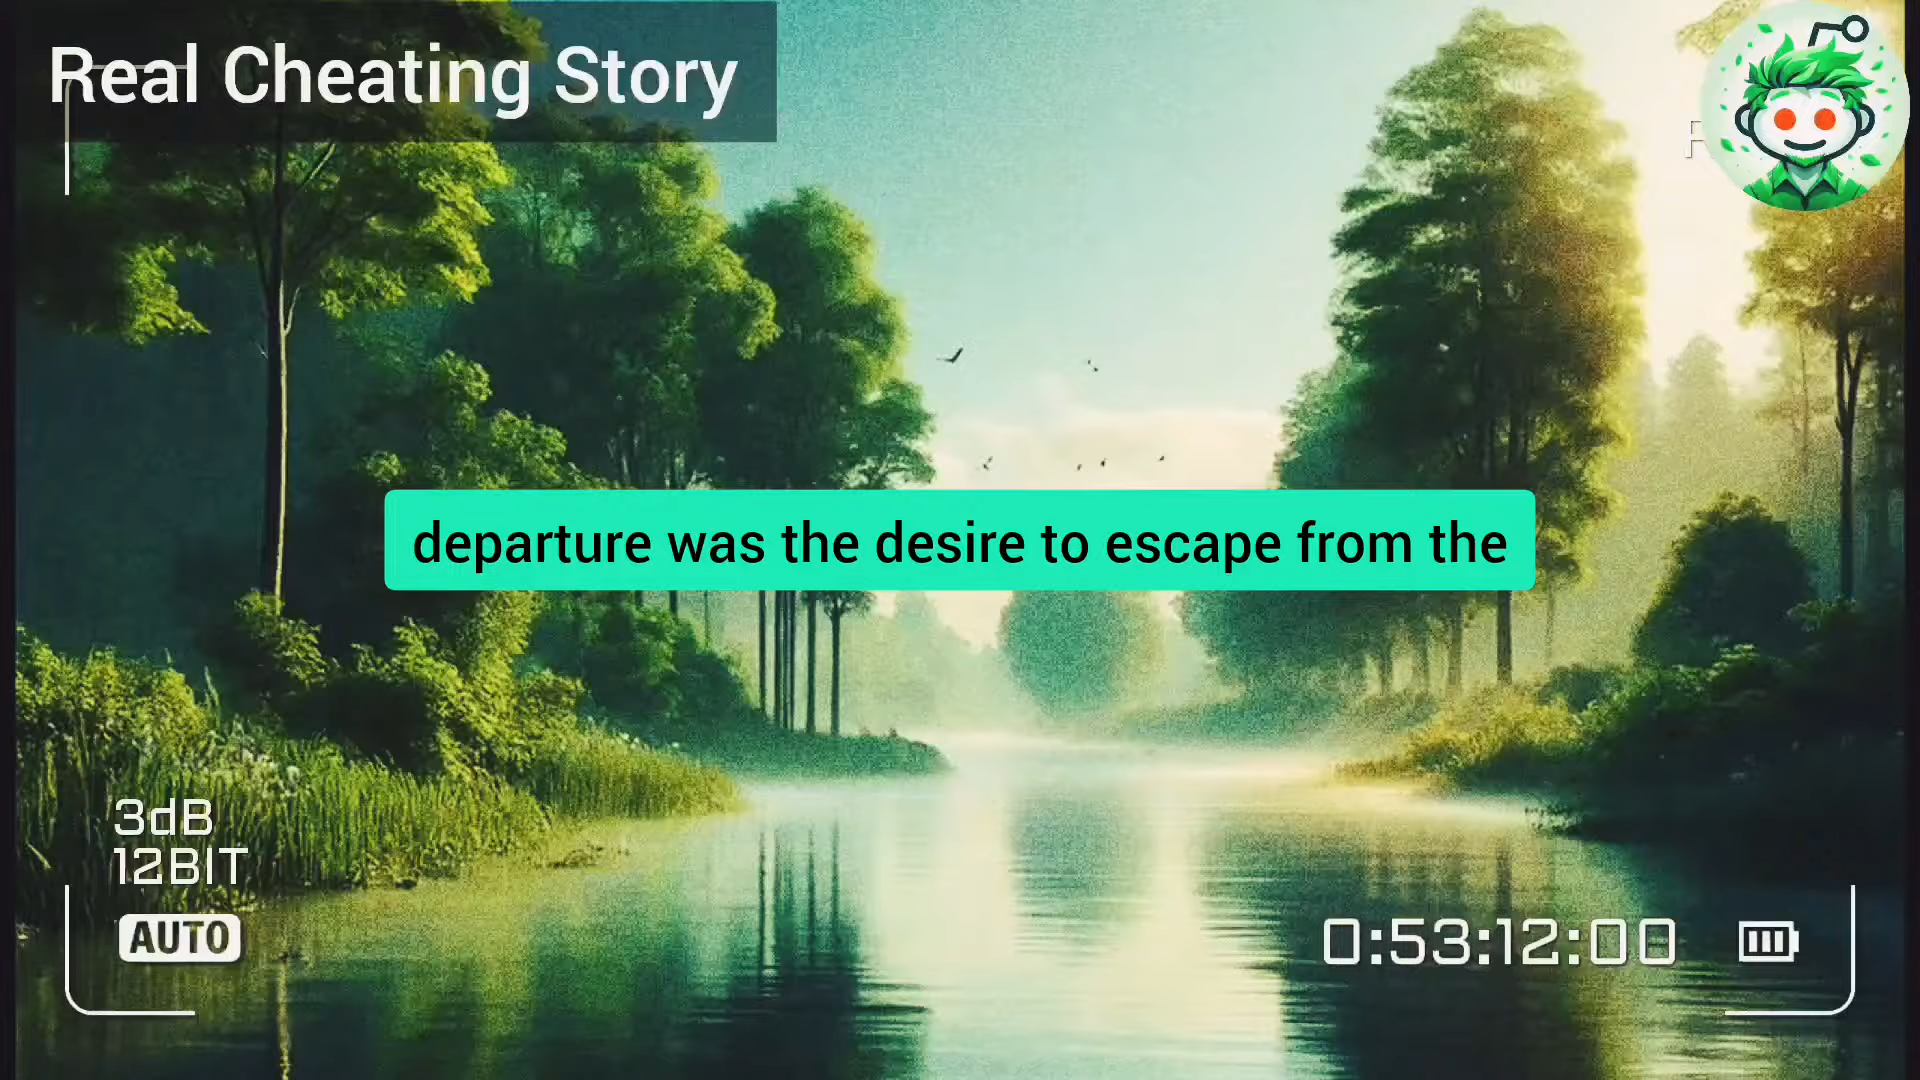 Real Cheating Story
departure was the desire to escape from the
3dB
12BIT
AUTO
0:53:12:00